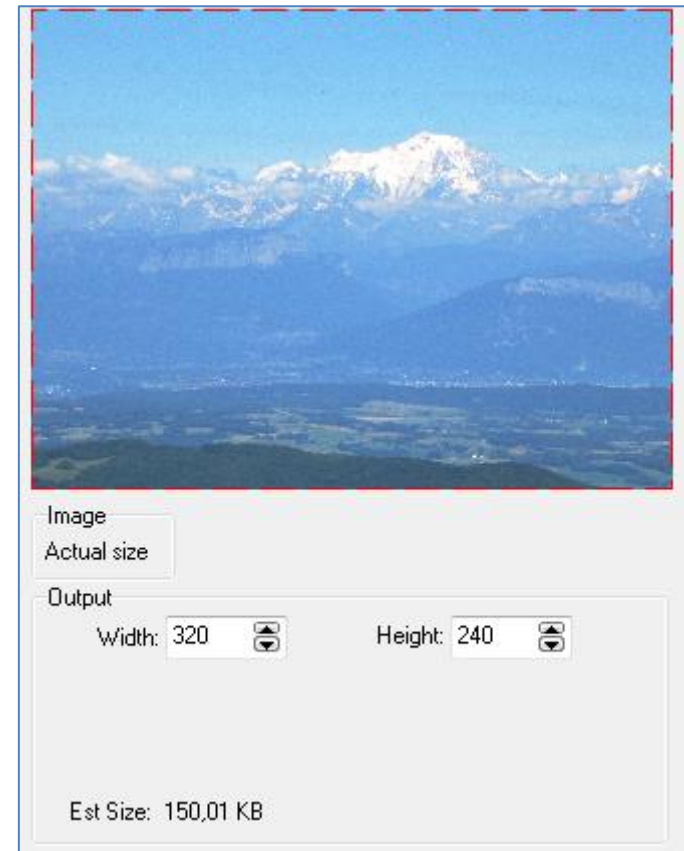 Image
Actual size
Output
Width: 320 Height: 240
Est Size: 150,01 KB